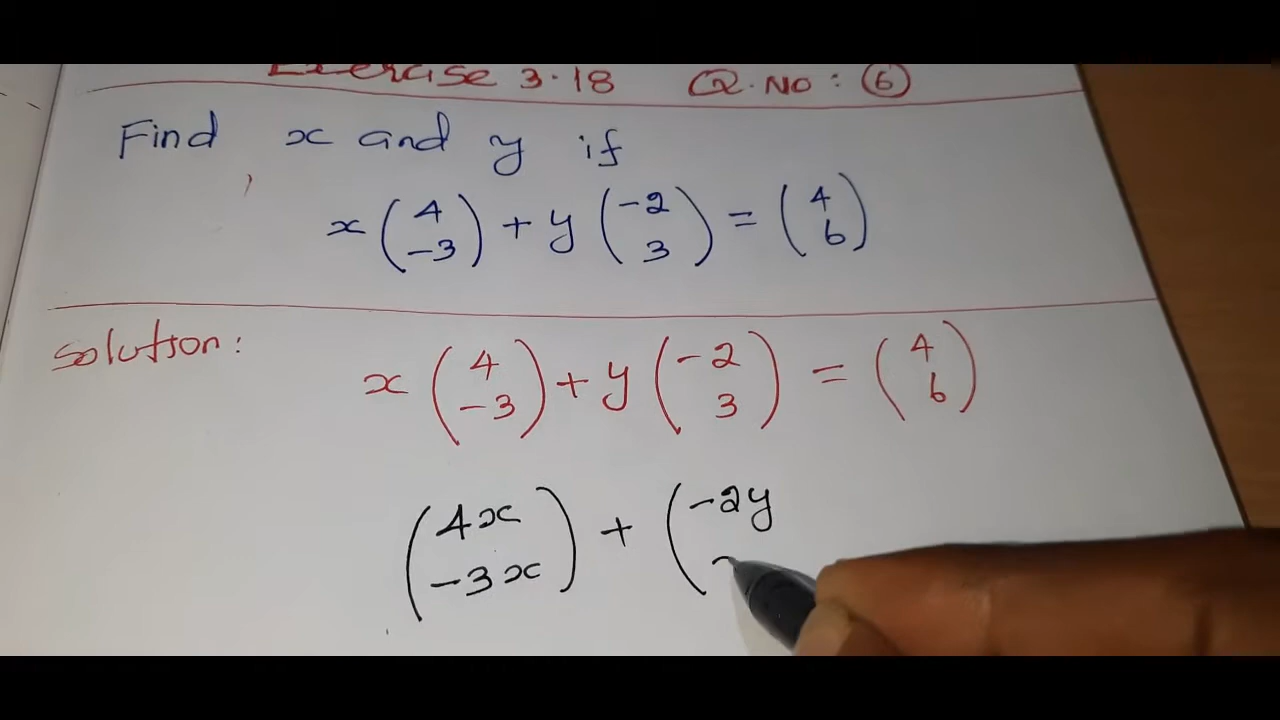 Exercise 3.18 Q.No: 6
Find x and y if
x ( 4 ) + y ( -2 ) = ( 4 )
( -3 ) ( 3 ) ( 6 )
Solution:
x ( 4 ) + y ( -2 ) = ( 4 )
( -3 ) ( 3 ) ( 6 )
( 4x ) + ( -2y
( -3x )